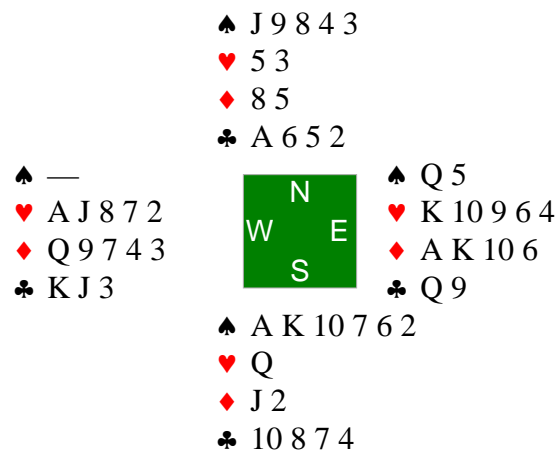 ♠ J 9 8 4 3
♥ 5 3
♦ 8 5
♣ A 6 5 2
♠ —
♥ A J 8 7 2
♦ Q 9 7 4 3
♣ K J 3
N
W E
S
♠ Q 5
♥ K 10 9 6 4
♦ A K 10 6
♣ Q 9
♠ A K 10 7 6 2
♥ Q
♦ J 2
♣ 10 8 7 4